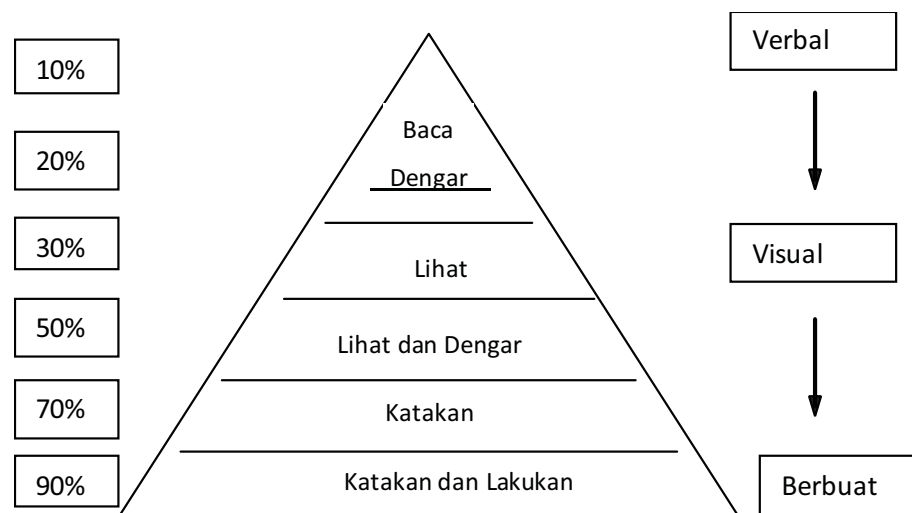 10%
Verbal
Baca
20%
Dengar
30%
Visual
Lihat
50%
Lihat dan Dengar
70%
Katakan
90%
Katakan dan Lakukan
Berbuat